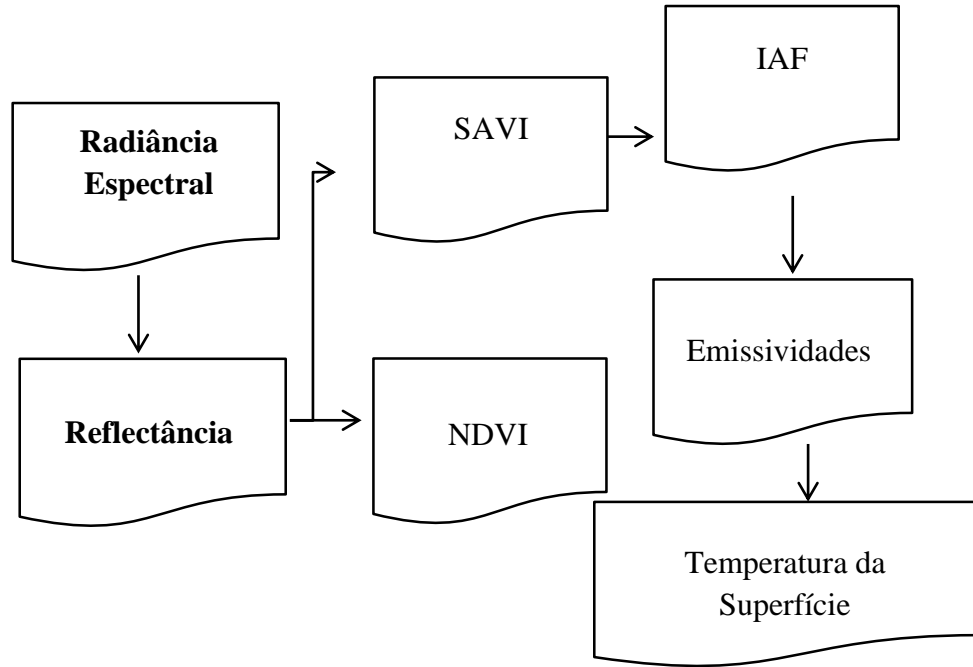 Radiância
Espectral
Reflectância
SAVI
NDVI
IAF
Emissividades
Temperatura da
Superfície